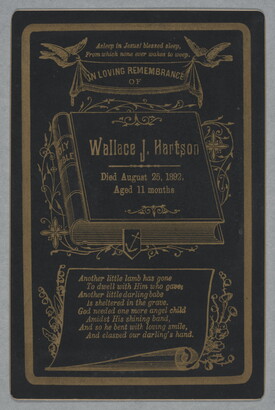 Asleep in Jesus! blessed sleep,
From which none ever wakes to weep.
IN LOVING REMEMBRANCE
OF
HOLY
BIBLE
Wallace J. Hartson
Died August 25, 1892,
Aged 11 months
Another little lamb has gone
To dwell with Him who gave;
Another little darling babe
is sheltered in the grave.
God needed one more angel child
Amidst His shining band,
And so he bent with loving smile,
And clasped our darling's hand.